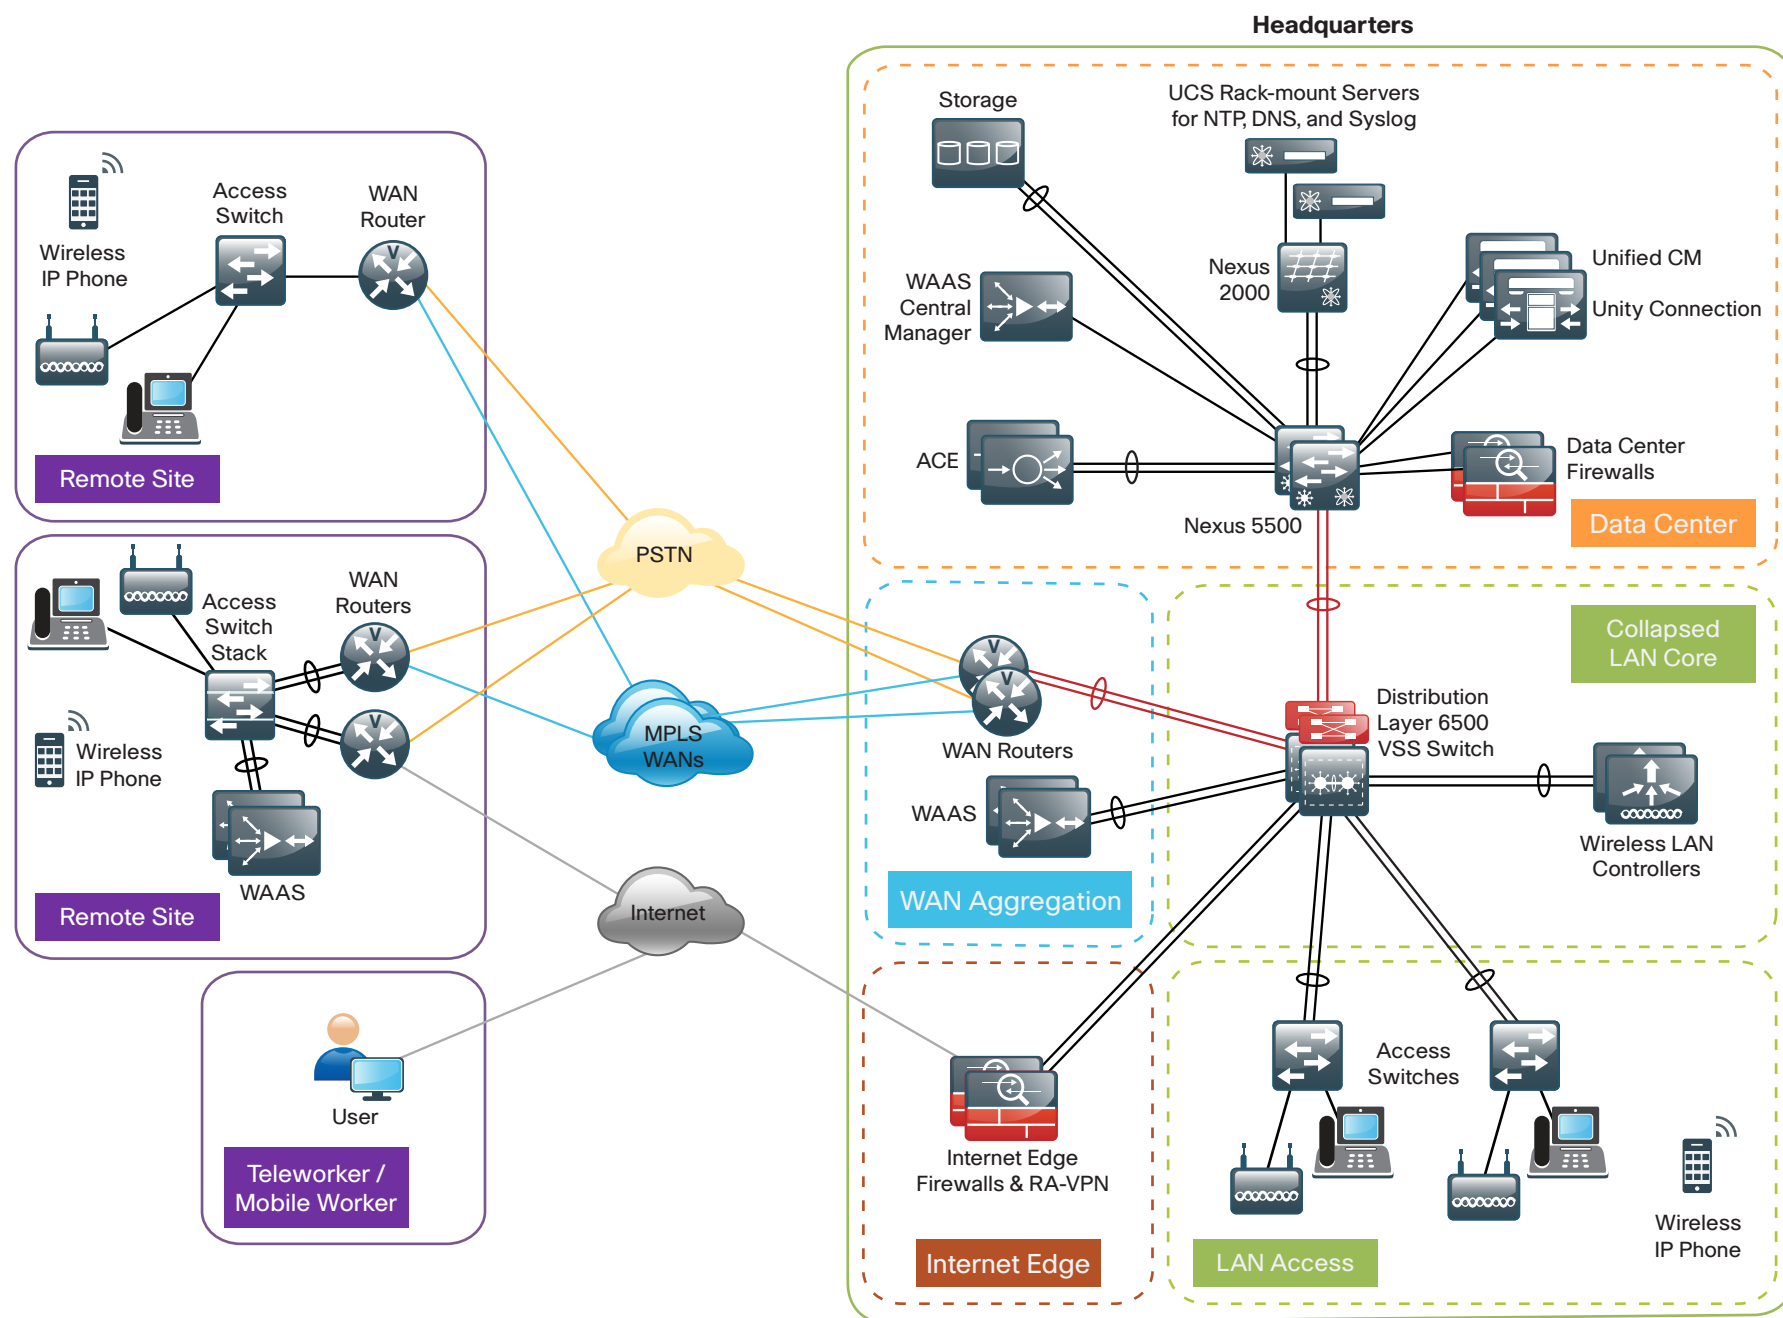 Headquarters
Storage
UCS Rack-mount Servers
for NTP, DNS, and Syslog
WAAS
Central
Manager
Nexus
2000
Unified CM
Unity Connection
ACE
Nexus 5500
Data Center
Firewalls
Data Center
Wireless
IP Phone
Access
Switch
WAN
Router
V
Remote Site
Access
Switch
Stack
WAN
Routers
V
V
Wireless
IP Phone
WAAS
Remote Site
User
Teleworker /
Mobile Worker
PSTN
MPLS
WANs
Internet
V
V
WAN Routers
WAAS
WAN Aggregation
Collapsed
LAN Core
Distribution
Layer 6500
VSS Switch
Wireless LAN
Controllers
Internet Edge
Firewalls & RA-VPN
Internet Edge
Access
Switches
Wireless
IP Phone
LAN Access